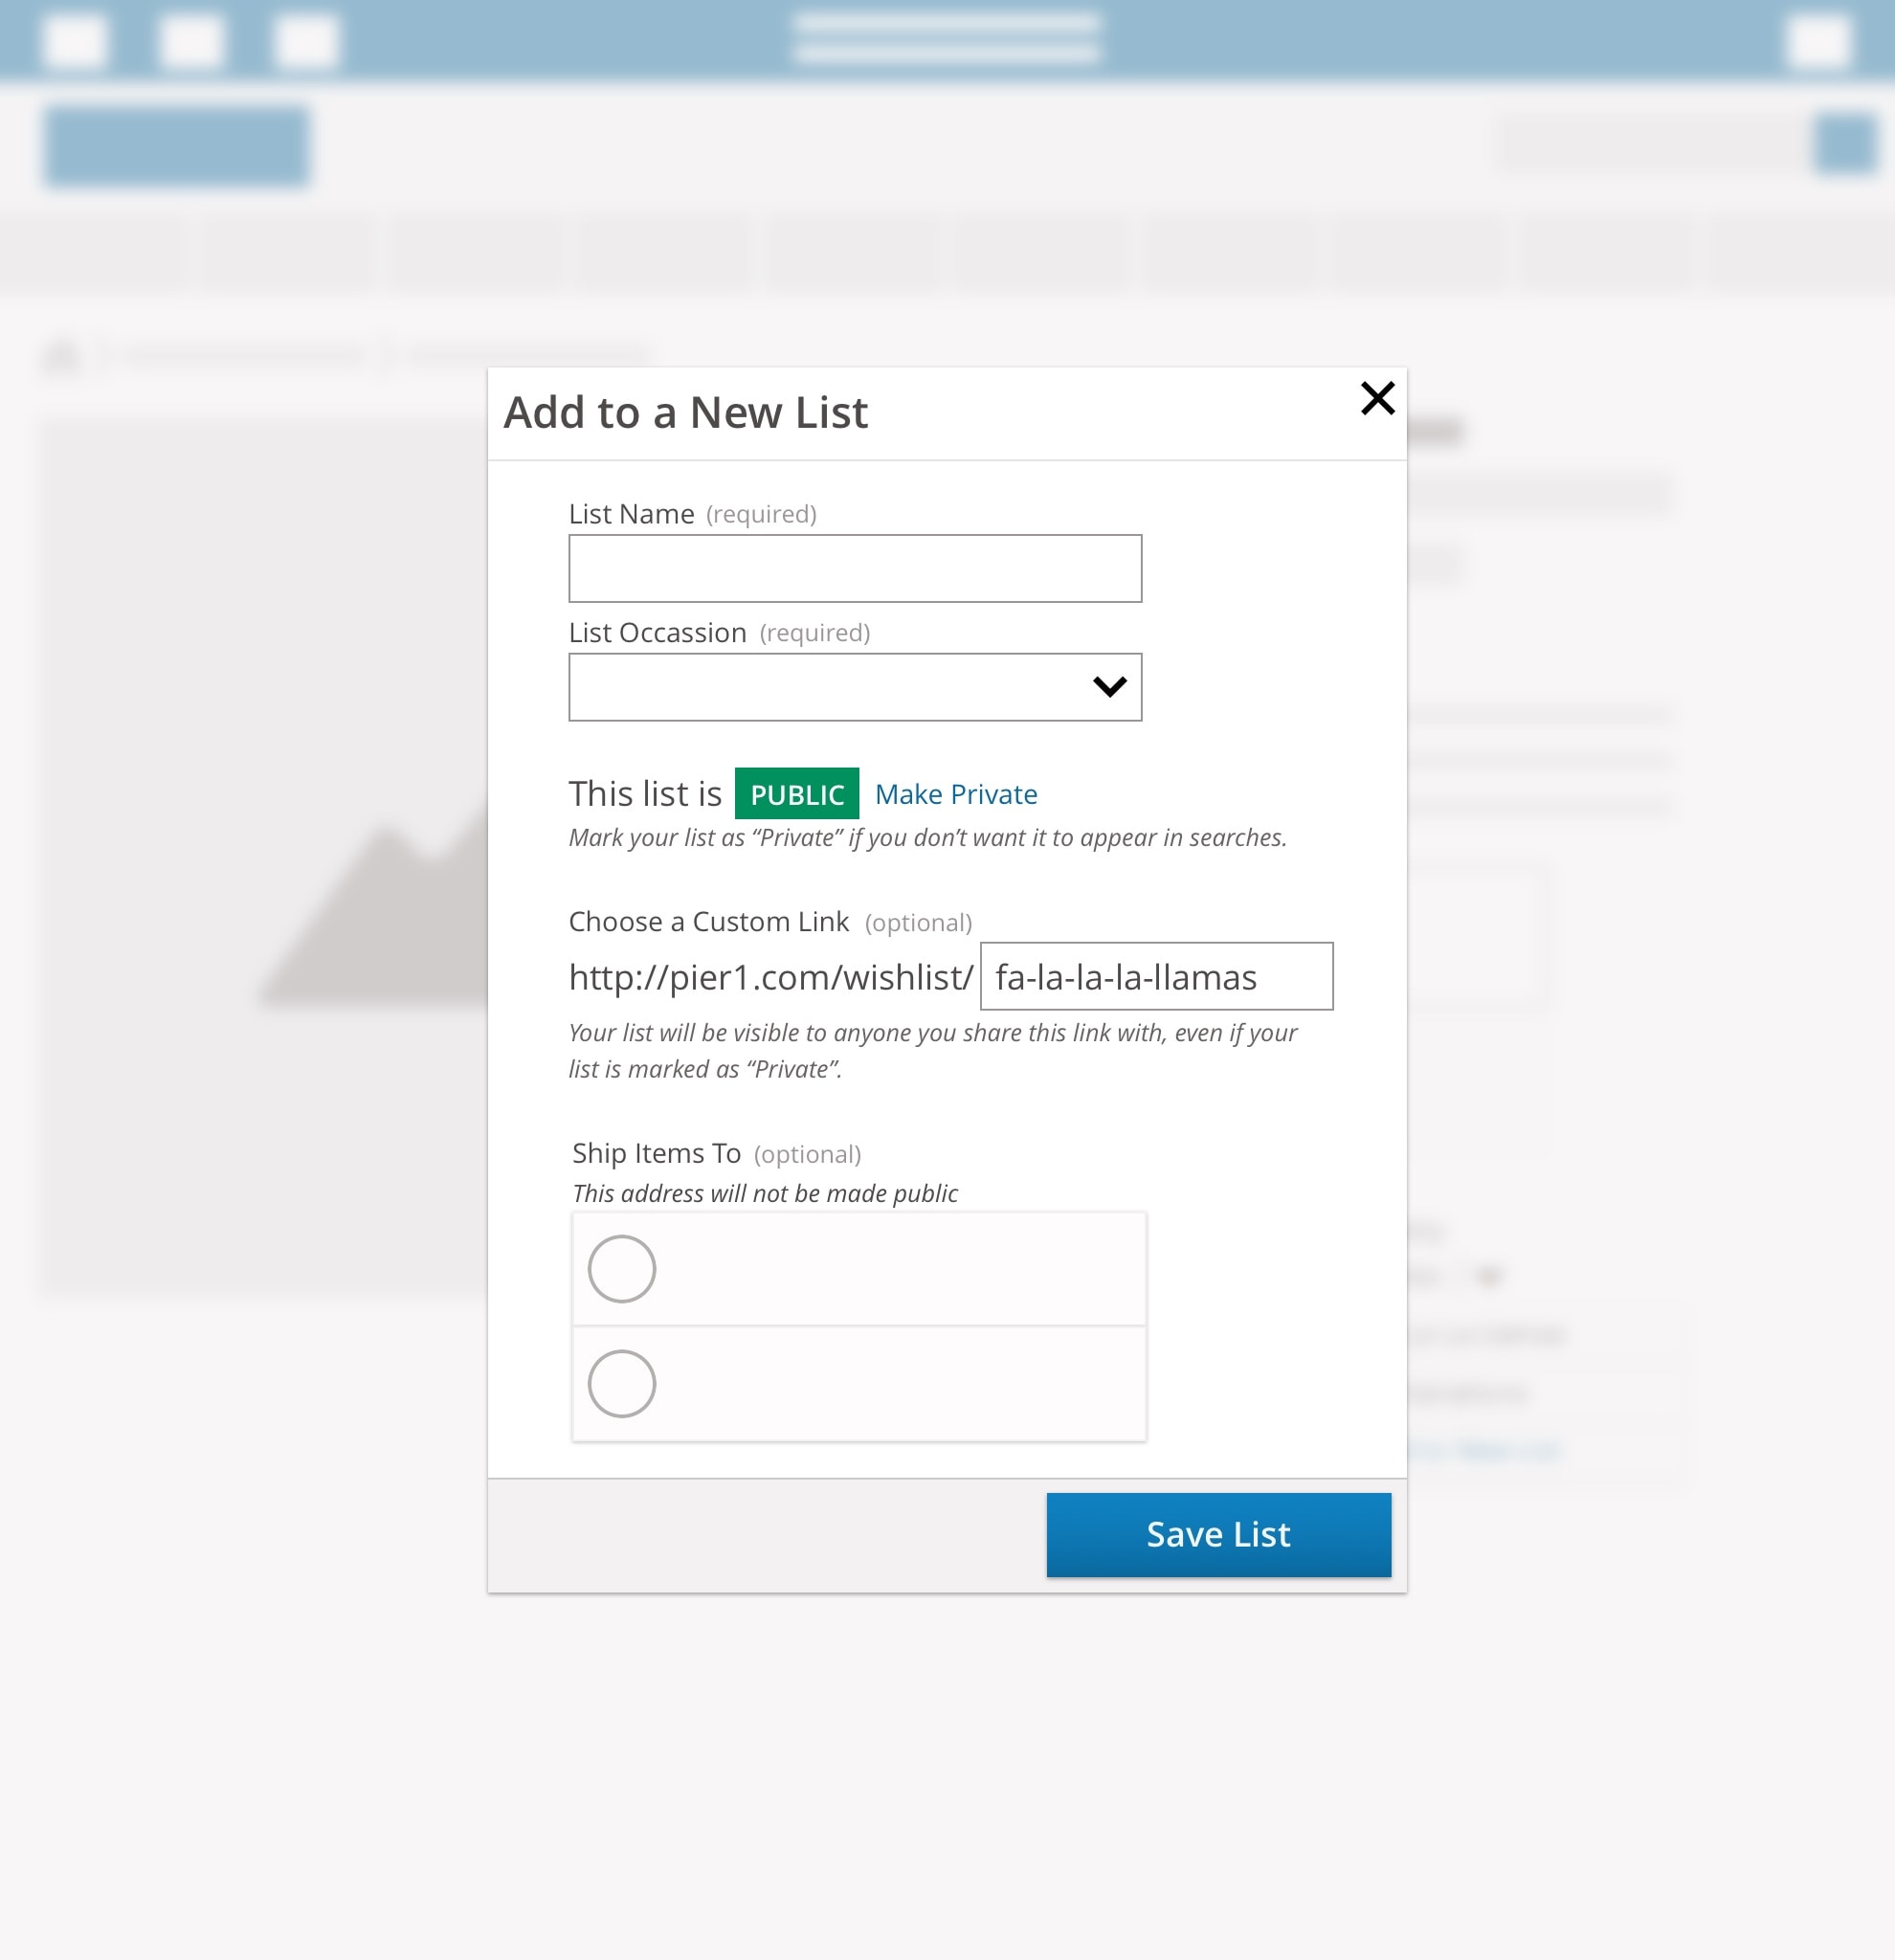 Add to a New List
List Name (required)
List Occassion (required)
This list is PUBLIC Make Private
Mark your list as “Private” if you don’t want it to appear in searches.
Choose a Custom Link (optional)
http://pier1.com/wishlist/ fa-la-la-la-llamas
Your list will be visible to anyone you share this link with, even if your
list is marked as “Private”.
Ship Items To (optional)
This address will not be made public
Save List